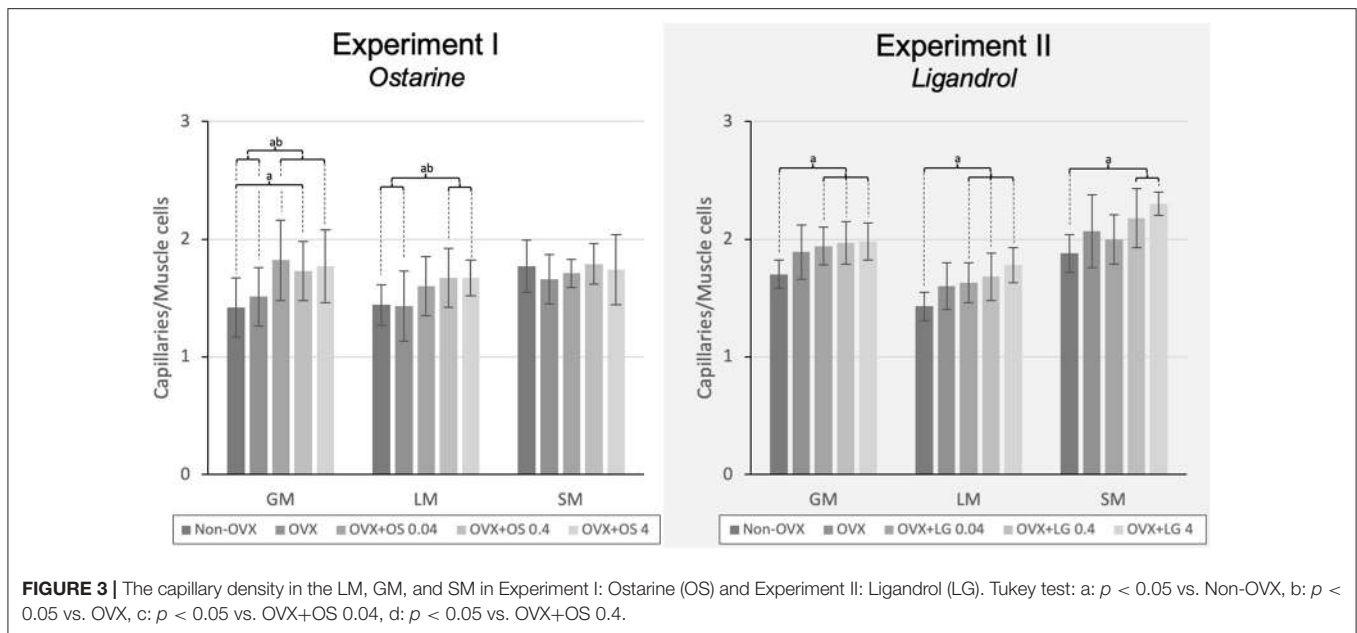 Experiment I
Ostarine
Capillaries/Muscle cells
3
2
1
0
ab
a
ab
GM LM SM
Non-OVX OVX OVX+OS 0.04 OVX+OS 0.4 OVX+OS 4
Experiment II
Ligandrol
Capillaries/Muscle cells
3
2
1
0
a
a
a
GM LM SM
Non-OVX OVX OVX+LG 0.04 OVX+LG 0.4 OVX+LG 4
FIGURE 3 | The capillary density in the LM, GM, and SM in Experiment I: Ostarine (OS) and Experiment II: Ligandrol (LG). Tukey test: a: p < 0.05 vs. Non-OVX, b: p <
0.05 vs. OVX, c: p < 0.05 vs. OVX+OS 0.04, d: p < 0.05 vs. OVX+OS 0.4.